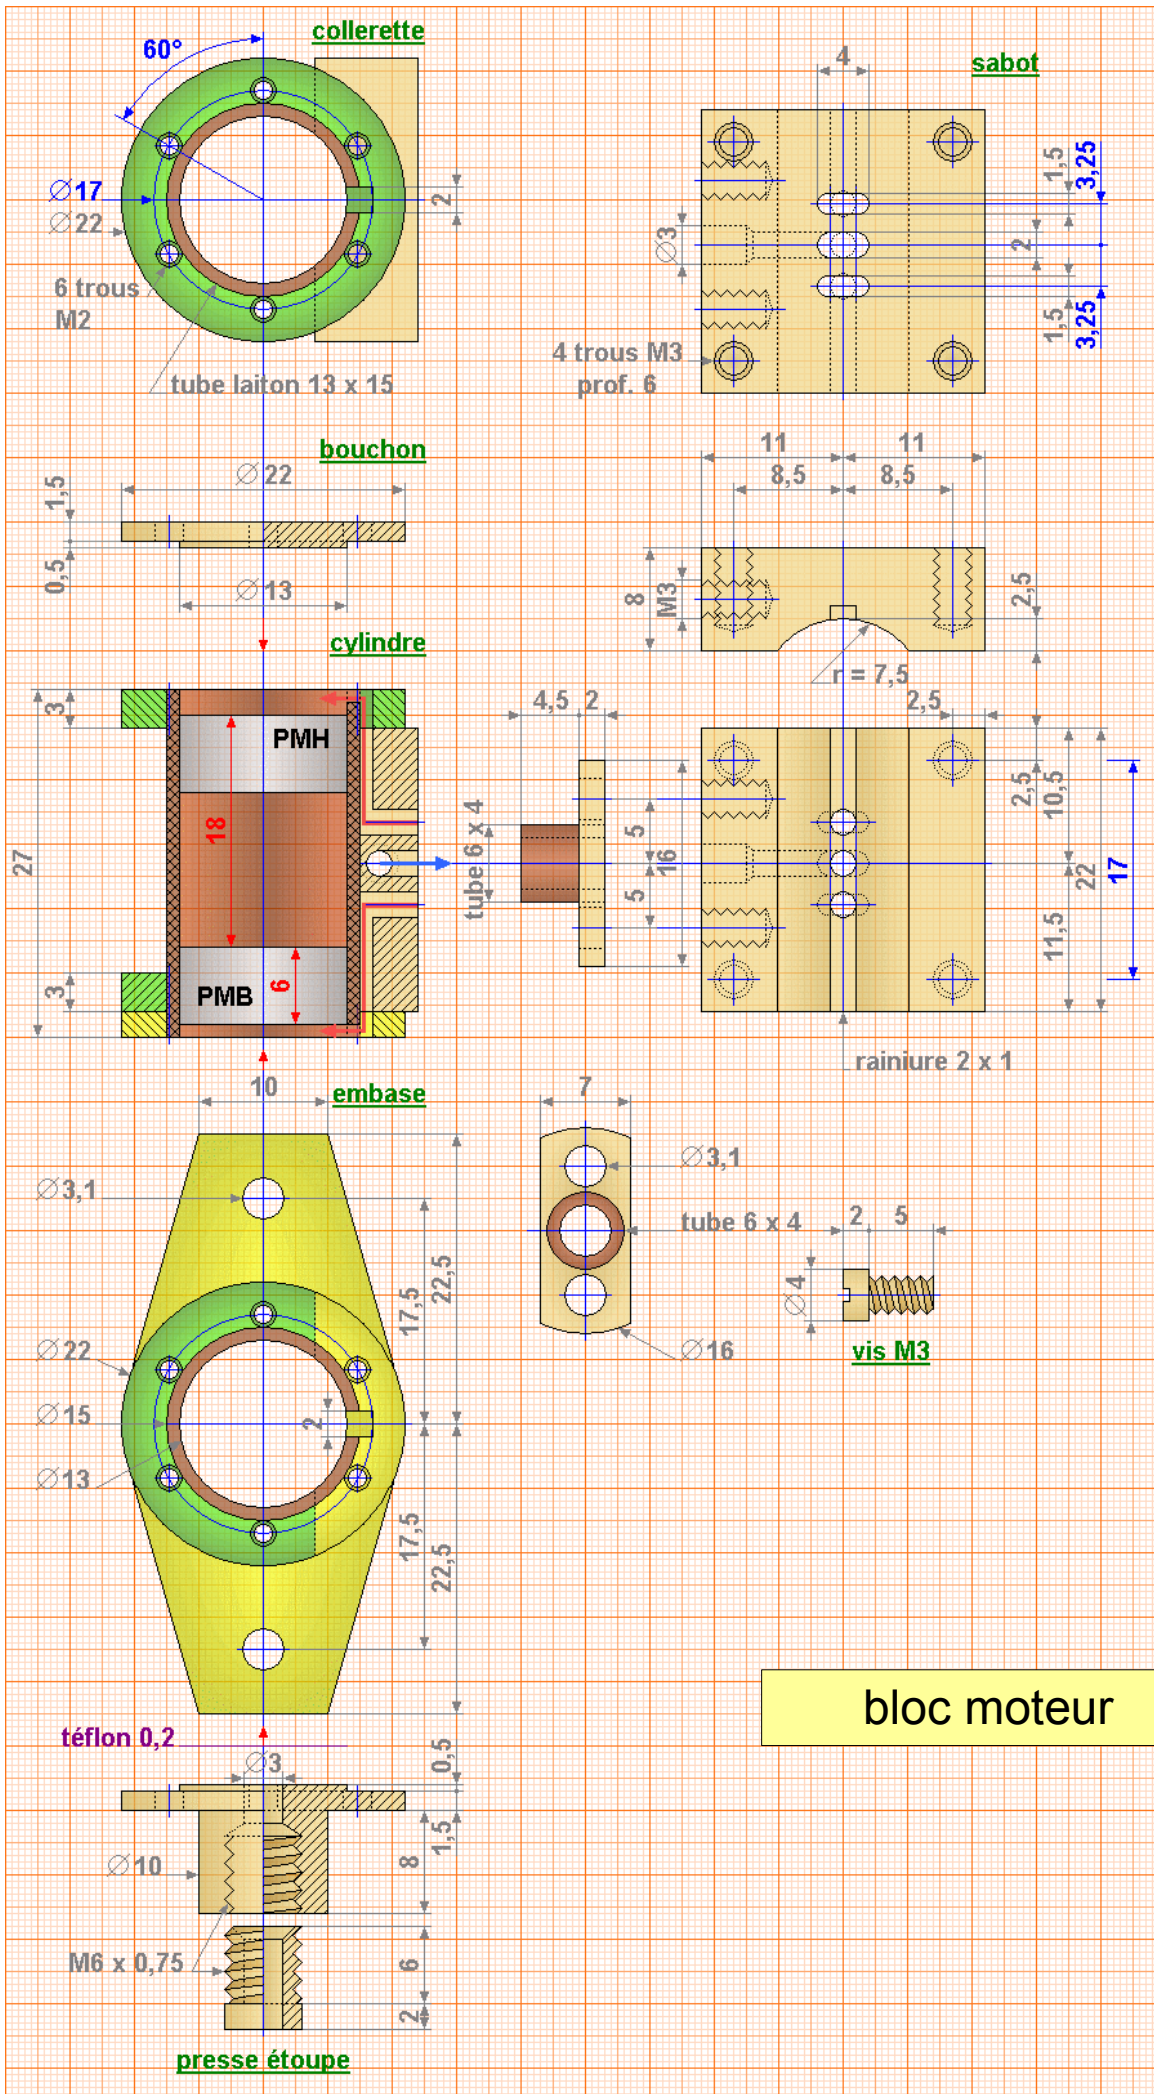 collerette
60°
∅17
∅22
2
6 trous
M2
tube laiton 13 x 15
sabot
4
1,5
3,25
∅3
2
1,5
3,25
4 trous M3
prof. 6
bouchon
∅22
1,5
0,5
∅13
11
11
8,5
8,5
8
M3
2,5
r = 7,5
cylindre
3
PMH
18
27
3
PMB
6
4,5
2
tube 6 x 4
5
16
5
2,5
2,5
10,5
22
17
11,5
rainiure 2 x 1
10
embase
∅3,1
17,5
22,5
∅22
∅15
2
∅13
17,5
22,5
7
∅3,1
tube 6 x 4
∅16
2
5
∅4
vis M3
bloc moteur
téflon 0,2
∅3
0,5
1,5
8
∅10
M6 x 0,75
6
2
presse étoupe